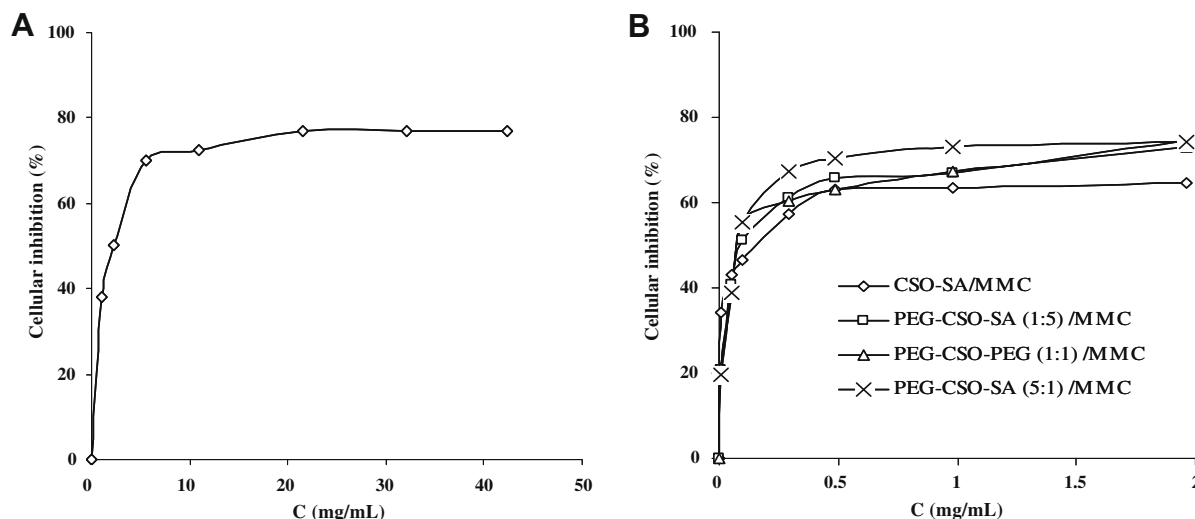 A
100
80
60
40
20
0
Cellular inhibition (%)
0 10 20 30 40 50
C (mg/mL)
B
100
80
60
40
20
0
Cellular inhibition (%)
CSO-SA/MMC
PEG-CSO-SA (1:5) /MMC
PEG-CSO-PEG (1:1) /MMC
PEG-CSO-SA (5:1) /MMC
0 0.5 1 1.5 2
C (mg/mL)